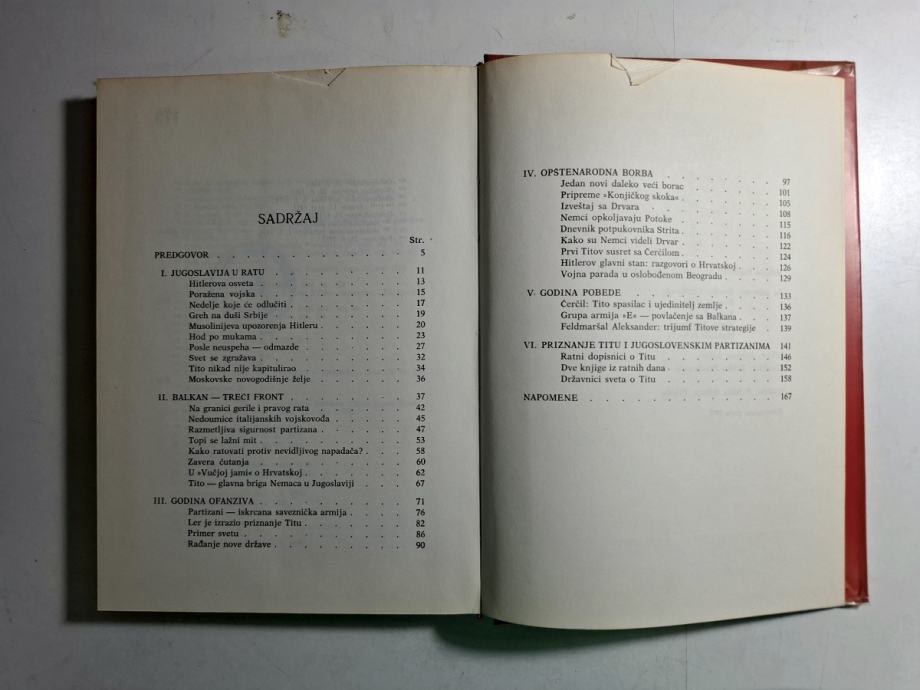 SADRŽAJ
Str.
PREDGOVOR . . . . . . . . . . . . . . 5
I. JUGOSLAVIJA U RATU . . . . . . . . . 11
Hitlerova osveta . . . . . . . . . . 13
Poražena vojska . . . . . . . . . . 15
Nedelje koje će odlučiti . . . . . . . . 17
Greh na duši Srbije . . . . . . . . . 19
Musolinijeva upozorenja Hitleru . . . . . . 20
Hod po mukama . . . . . . . . . . 23
Posle neuspeha — odmazde . . . . . . . 27
Svet se zgražava . . . . . . . . . . 32
Tito nikad nije kapitulirao . . . . . . . 34
Moskovske novogodišnje želje . . . . . . 36
II. BALKAN — TREĆI FRONT . . . . . . . . 37
Na granici gerile i pravog rata . . . . . . 42
Nedoumice italijanskih vojskovođa . . . . . 45
Razmetljiva sigurnost partizana . . . . . . 47
Topi se lažni mit . . . . . . . . . . 53
Kako ratovati protiv nevidljivog napadača? . . . 58
Zavera ćutanja . . . . . . . . . . 60
U »Vučjoj jami« o Hrvatskoj . . . . . . . 62
Tito — glavna briga Nemaca u Jugoslaviji . . . 67
III. GODINA OFANZIVA . . . . . . . . . . 71
Partizani — iskrcana saveznička armija . . . . 76
Ler je izrazio priznanje Titu . . . . . . . 82
Primer svetu . . . . . . . . . . . 86
Rađanje nove države . . . . . . . . . 90
IV. OPŠTENARODNA BORBA . . . . . . . 97
Jedan novi daleko veći borac . . . . . . 101
Pripreme »Konjičkog skoka« . . . . . . 105
Izveštaj sa Drvara . . . . . . . . 108
Nemci opkoljavaju Potoke . . . . . . 115
Dnevnik potpukovnika Strita . . . . . . 116
Kako su Nemci videli Drvar . . . . . . 122
Prvi Titov susret sa Čerčilom . . . . . . 124
Hitlerov glavni stan: razgovori o Hrvatskoj . . 126
Vojna parada u oslobođenom Beogradu . . . 129
V. GODINA POBEDE . . . . . . . . . 133
Čerčil: Tito spasilac i ujedinitelj zemlje . . . 136
Grupa armija »E« — povlačenje sa Balkana . . 137
Feldmaršal Aleksander: trijumf Titove strategije . 139
VI. PRIZNANJE TITU I JUGOSLOVENSKIM PARTIZANIMA 141
Ratni dopisnici o Titu . . . . . . . 146
Dve knjige iz ratnih dana . . . . . . . 152
Državnici sveta o Titu . . . . . . . 158
NAPOMENE . . . . . . . . . . . . 167